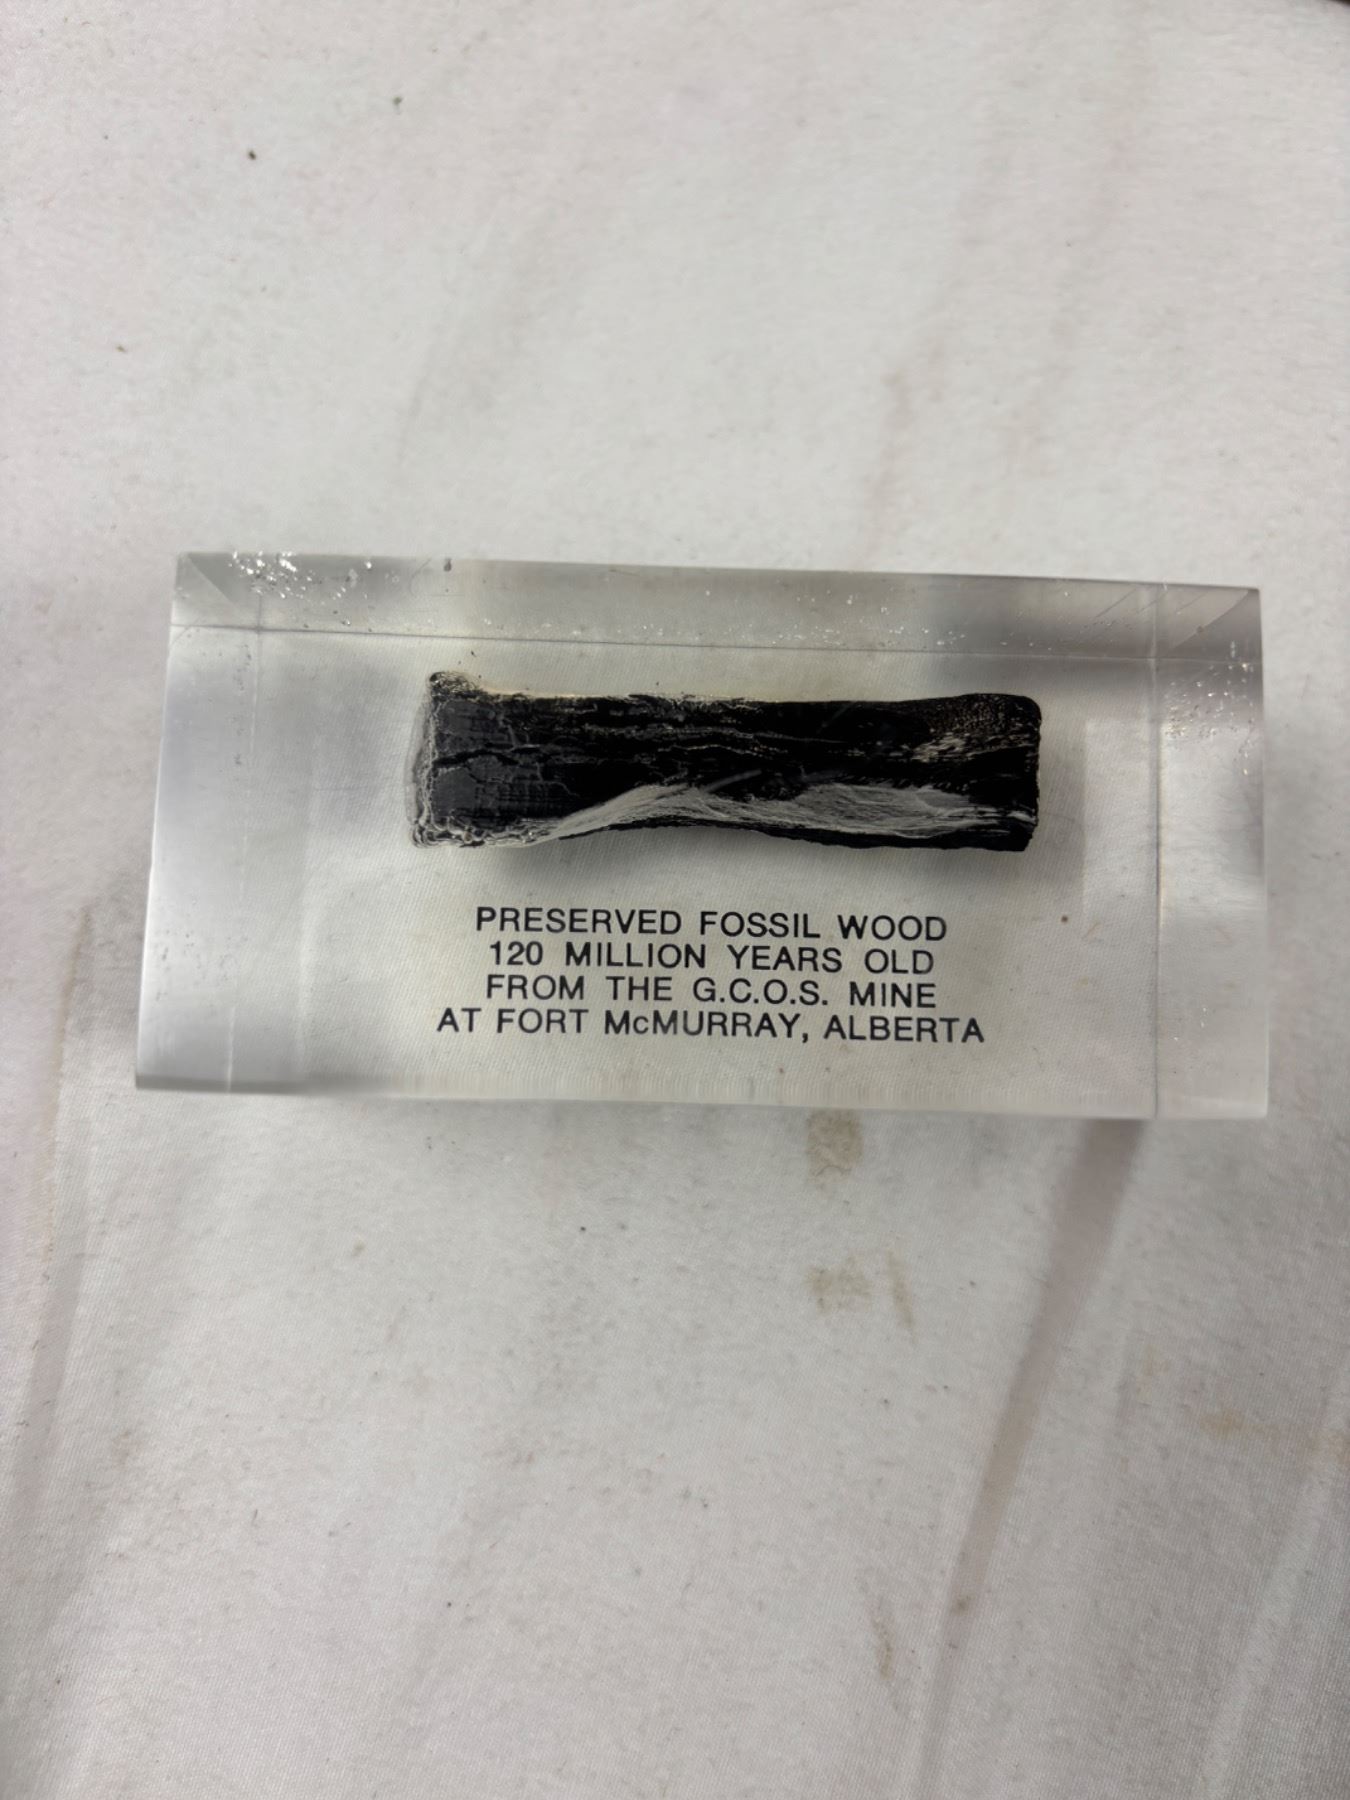 PRESERVED FOSSIL WOOD
120 MILLION YEARS OLD
FROM THE G.C.O.S. MINE
AT FORT McMURRAY, ALBERTA